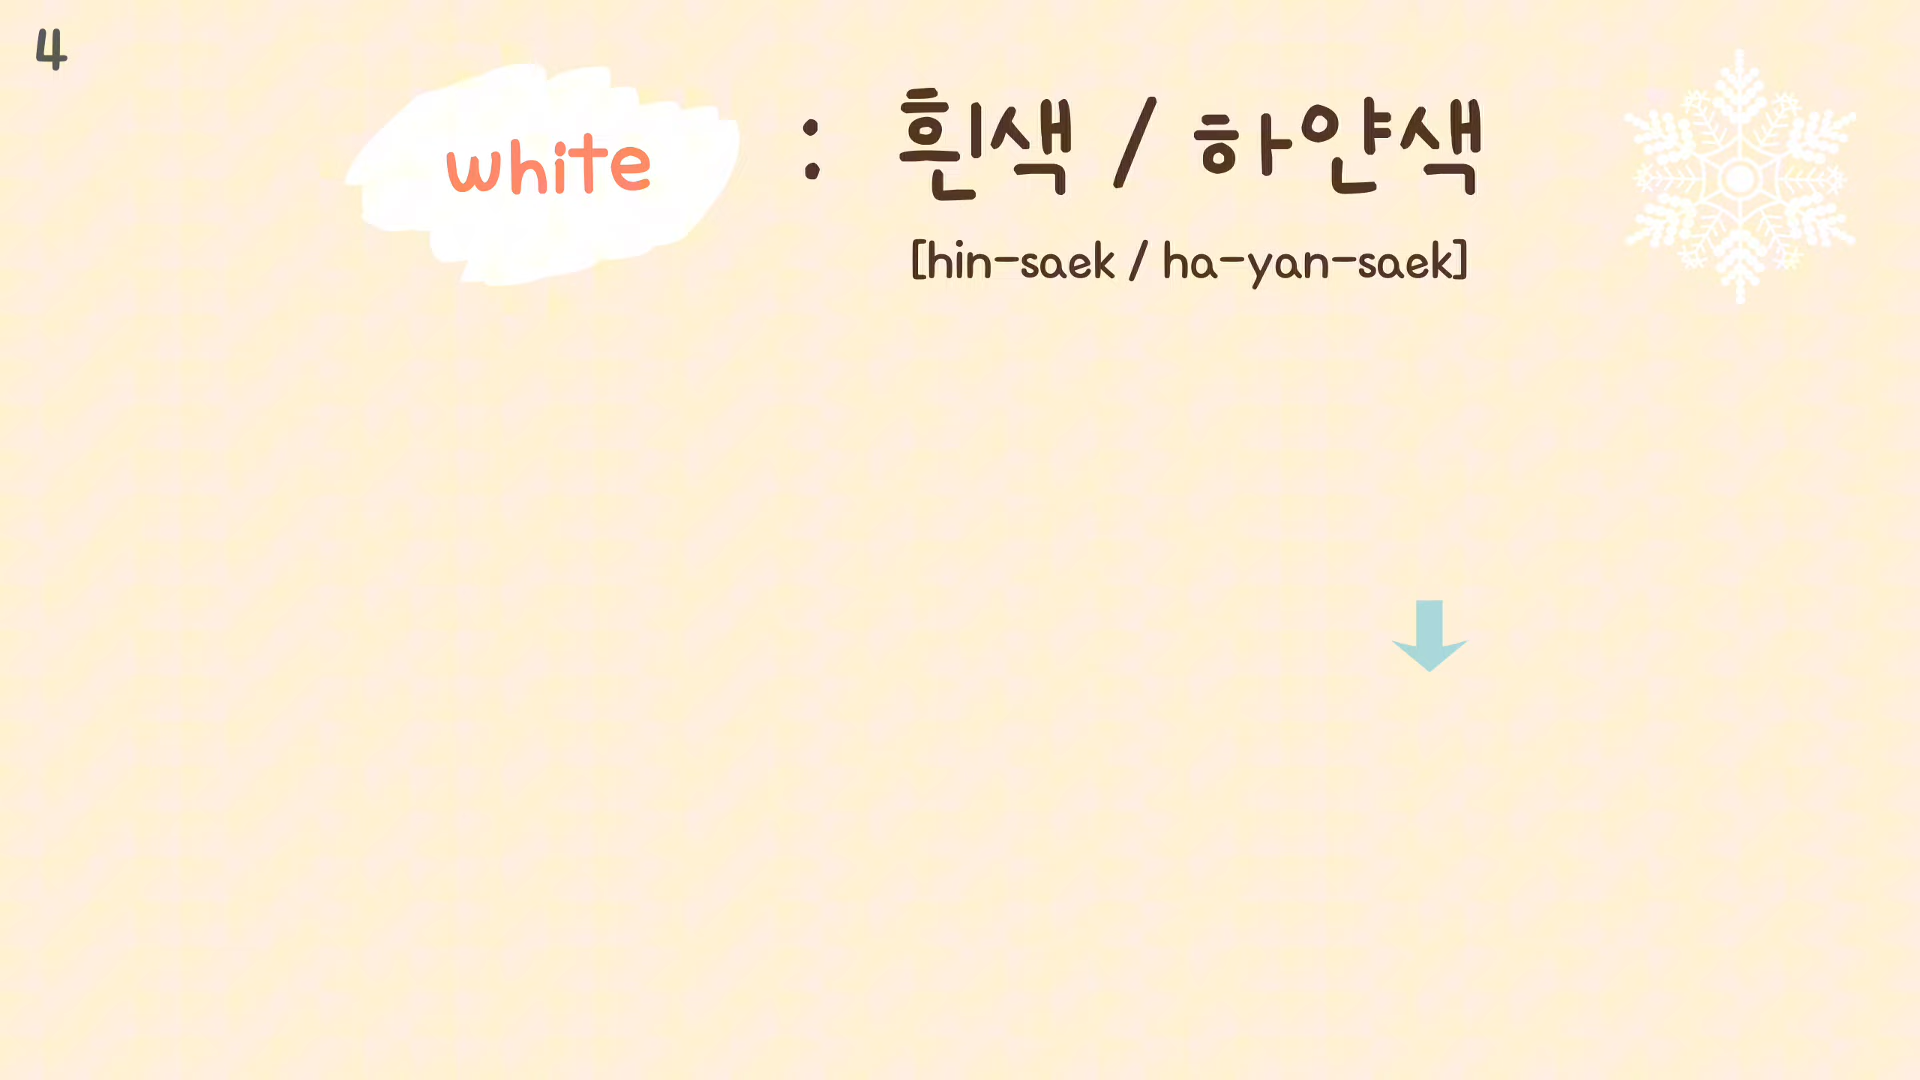 4
white : 흰색 / 하얀색
[hin-saek / ha-yan-saek]